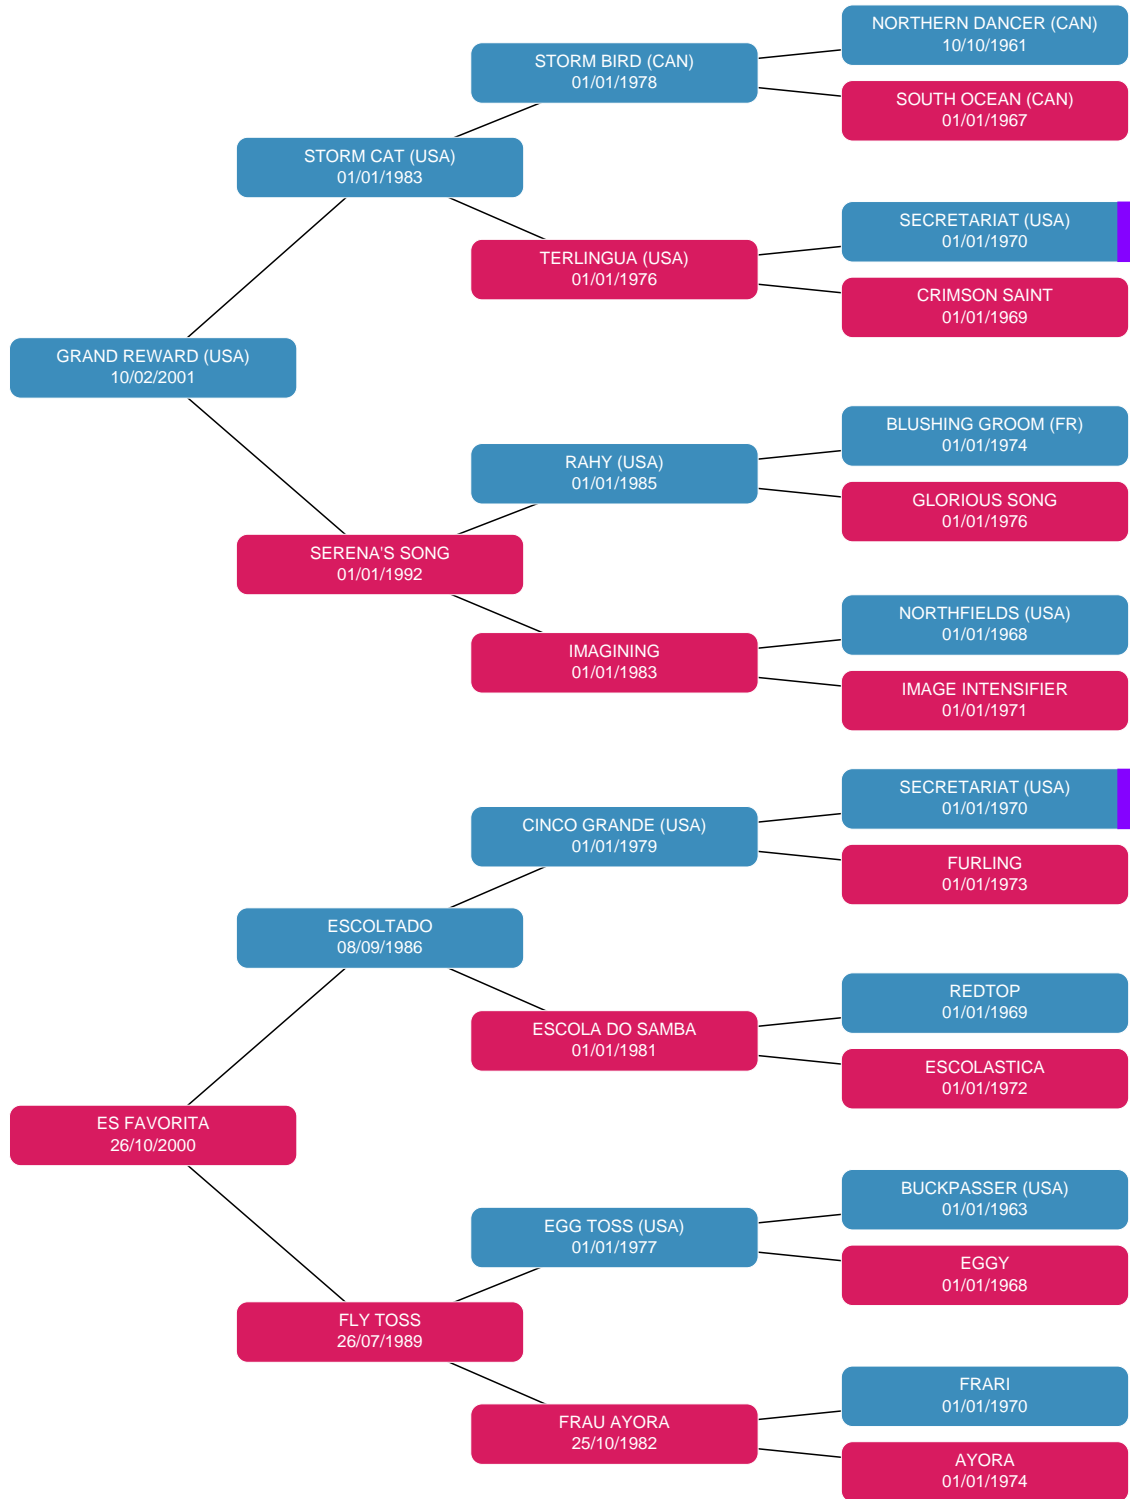 NORTHERN DANCER (CAN)
10/10/1961
STORM BIRD (CAN)
01/01/1978
SOUTH OCEAN (CAN)
01/01/1967
STORM CAT (USA)
01/01/1983
SECRETARIAT (USA)
01/01/1970
TERLINGUA (USA)
01/01/1976
CRIMSON SAINT
01/01/1969
GRAND REWARD (USA)
10/02/2001
BLUSHING GROOM (FR)
01/01/1974
RAHY (USA)
01/01/1985
GLORIOUS SONG
01/01/1976
SERENA'S SONG
01/01/1992
NORTHFIELDS (USA)
01/01/1968
IMAGINING
01/01/1983
IMAGE INTENSIFIER
01/01/1971
SECRETARIAT (USA)
01/01/1970
CINCO GRANDE (USA)
01/01/1979
FURLING
01/01/1973
ESCOLTADO
08/09/1986
REDTOP
01/01/1969
ESCOLA DO SAMBA
01/01/1981
ESCOLASTICA
01/01/1972
ES FAVORITA
26/10/2000
BUCKPASSER (USA)
01/01/1963
EGG TOSS (USA)
01/01/1977
EGGY
01/01/1968
FLY TOSS
26/07/1989
FRARI
01/01/1970
FRAU AYORA
25/10/1982
AYORA
01/01/1974